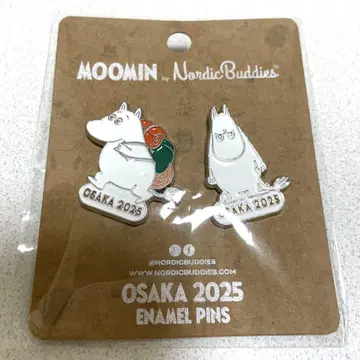 MOOMIN by NordicBuddies®
OSAKA 2025
OSAKA 2025
@NORDICBUDDIES
WWW.NORDICBUDDIES.COM
OSAKA 2025
ENAMEL PINS